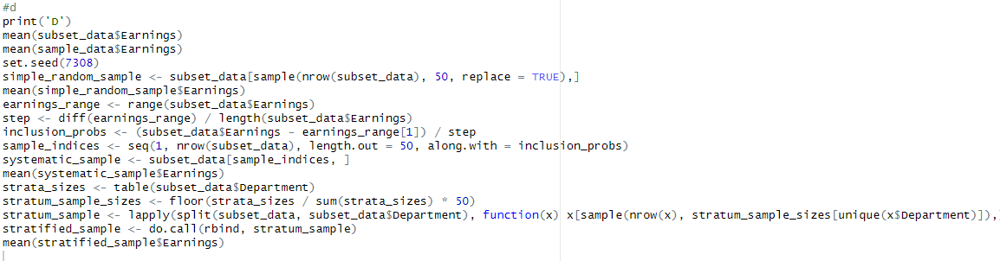 #d
print('D')
mean(subset_data$Earnings)
mean(sample_data$Earnings)
set.seed(7308)
simple_random_sample <- subset_data[sample(nrow(subset_data), 50, replace = TRUE),]
mean(simple_random_sample$Earnings)
earnings_range <- range(subset_data$Earnings)
step <- diff(earnings_range) / length(subset_data$Earnings)
inclusion_probs <- (subset_data$Earnings - earnings_range[1]) / step
sample_indices <- seq(1, nrow(subset_data), length.out = 50, along.with = inclusion_probs)
systematic_sample <- subset_data[sample_indices, ]
mean(systematic_sample$Earnings)
strata_sizes <- table(subset_data$Department)
stratum_sample_sizes <- floor(strata_sizes / sum(strata_sizes) * 50)
stratum_sample <- lapply(split(subset_data, subset_data$Department), function(x) x[sample(nrow(x), stratum_sample_sizes[unique(x$Department)]),
stratified_sample <- do.call(rbind, stratum_sample)
mean(stratified_sample$Earnings)